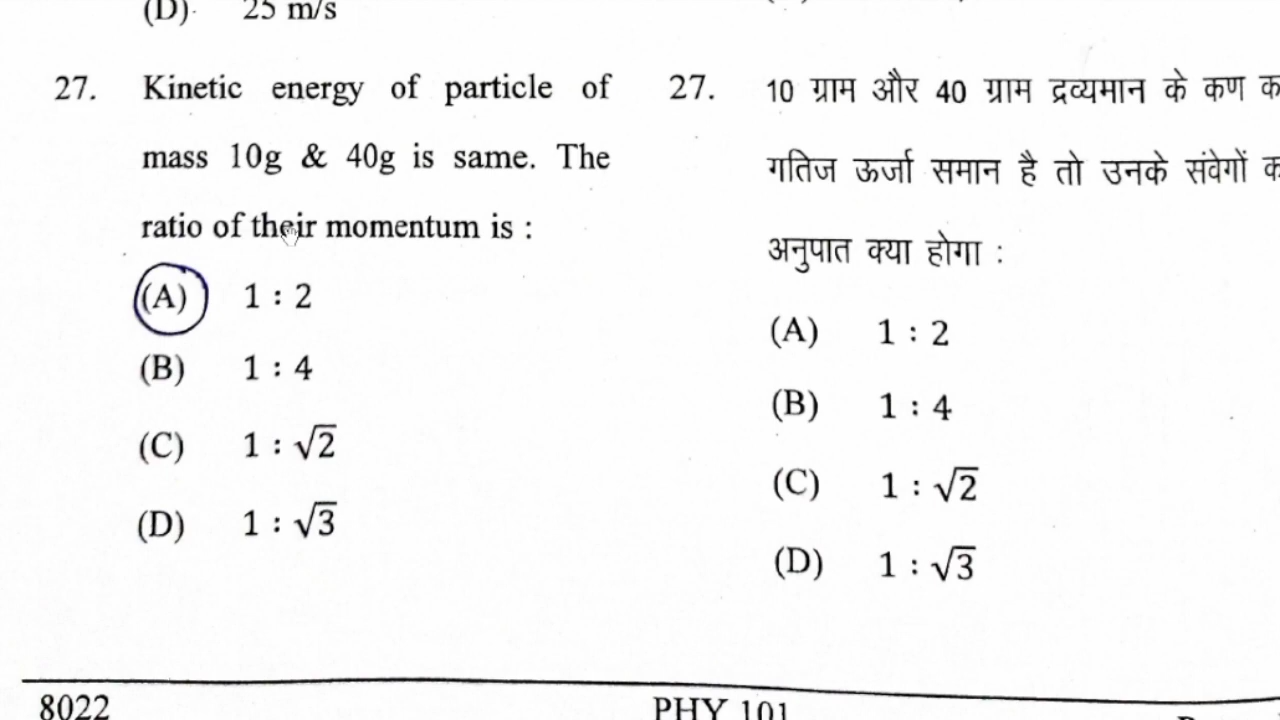 (D). 25 m/s
27. Kinetic energy of particle of
mass 10g & 40g is same. The
ratio of their momentum is :
(A) 1 : 2
(B) 1 : 4
(C) 1 : √2
(D) 1 : √3
27. 10 ग्राम और 40 ग्राम द्रव्यमान के कण
गतिज ऊर्जा समान है तो उनके संवेगों
अनुपात क्या होगा :
(A) 1 : 2
(B) 1 : 4
(C) 1 : √2
(D) 1 : √3
8022 PHY 101